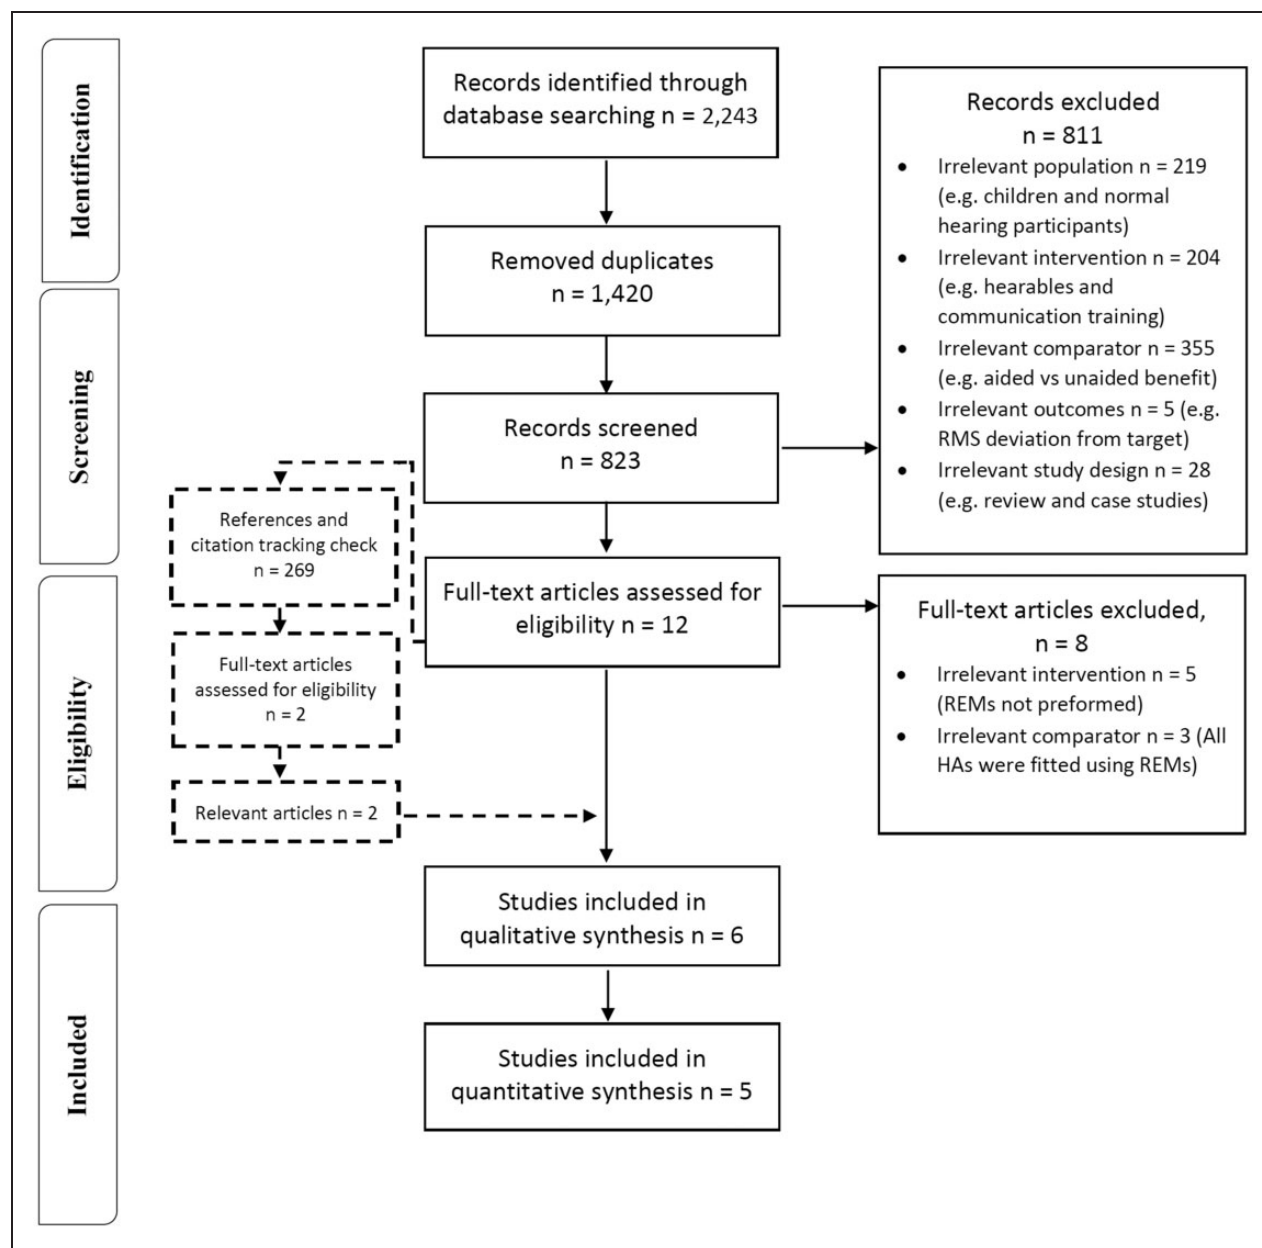 Identification
Records identified through
database searching n = 2,243
Removed duplicates
n = 1,420
Screening
Records screened
n = 823
Records excluded
n = 811
• Irrelevant population n = 219
(e.g. children and normal
hearing participants)
• Irrelevant intervention n = 204
(e.g. hearables and
communication training)
• Irrelevant comparator n = 355
(e.g. aided vs unaided benefit)
• Irrelevant outcomes n = 5 (e.g.
RMS deviation from target)
• Irrelevant study design n = 28
(e.g. review and case studies)
References and
citation tracking check
n = 269
Eligibility
Full-text articles assessed for
eligibility n = 12
Full-text articles excluded,
n = 8
• Irrelevant intervention n = 5
(REMs not preformed)
• Irrelevant comparator n = 3 (All
HAs were fitted using REMs)
Full-text articles
assessed for eligibility
n = 2
Relevant articles n = 2
Included
Studies included in
qualitative synthesis n = 6
Studies included in
quantitative synthesis n = 5